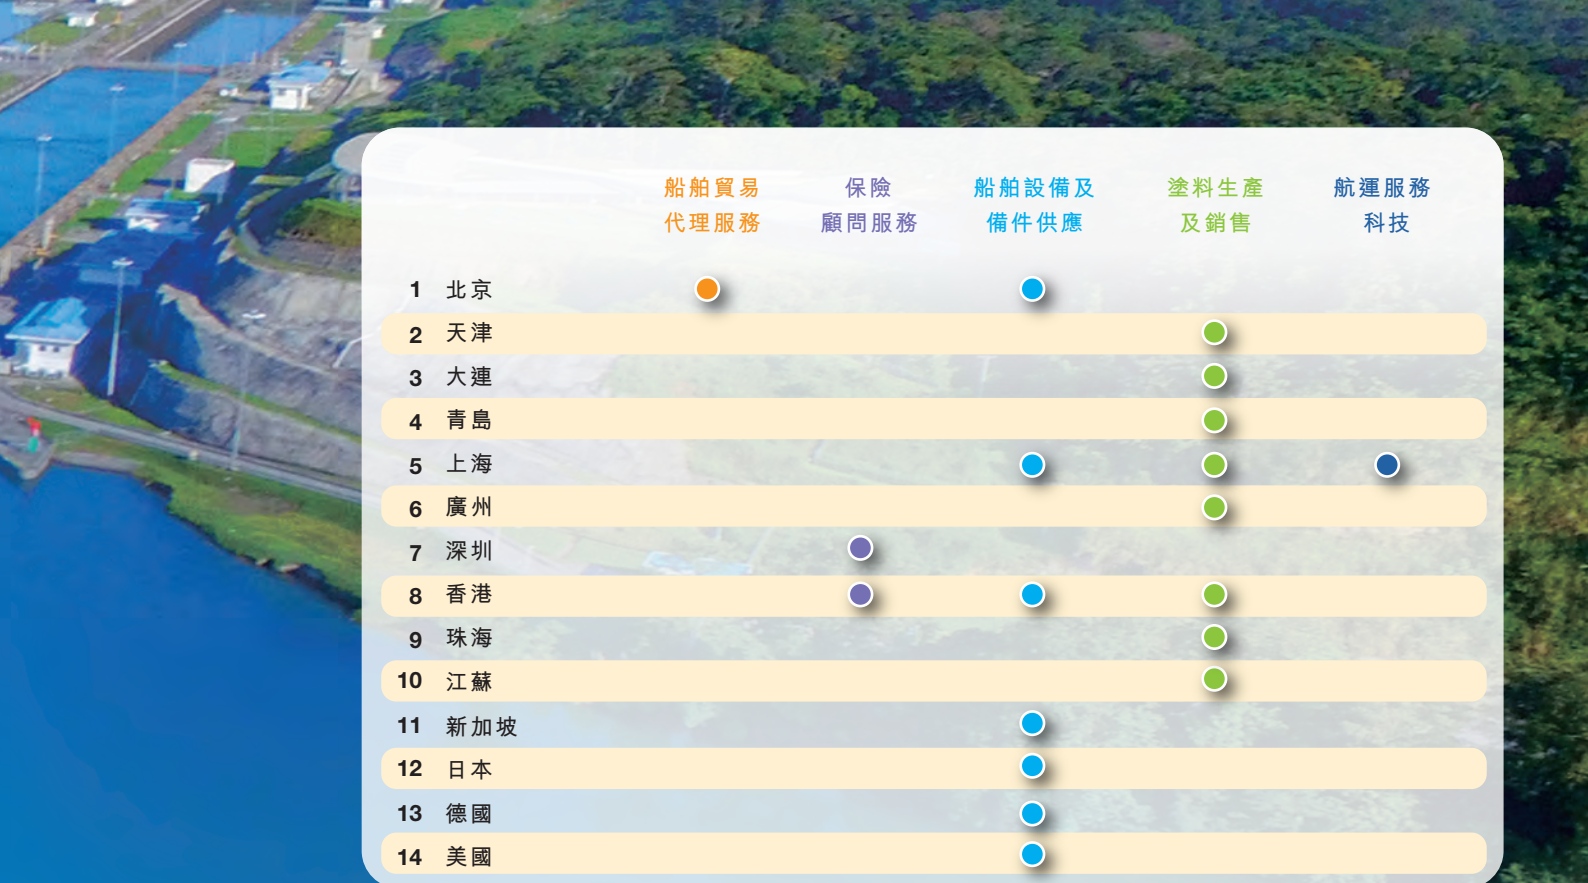 船舶貿易 保險 船舶設備及 塗料生產 航運服務
代理服務 顧問服務 備件供應 及銷售 科技
1 北京
2 天津
3 大連
4 青島
5 上海
6 廣州
7 深圳
8 香港
9 珠海
10 江蘇
11 新加坡
12 日本
13 德國
14 美國